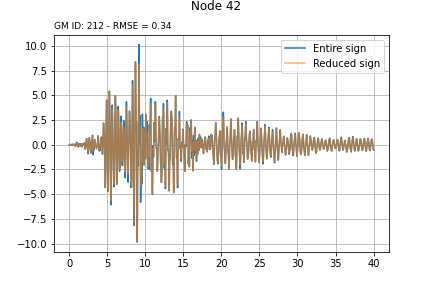 Node 42
GM ID: 212 - RMSE = 0.34
Entire sign
Reduced sign
10.0
7.5
5.0
2.5
0.0
−2.5
−5.0
−7.5
−10.0
0 5 10 15 20 25 30 35 40